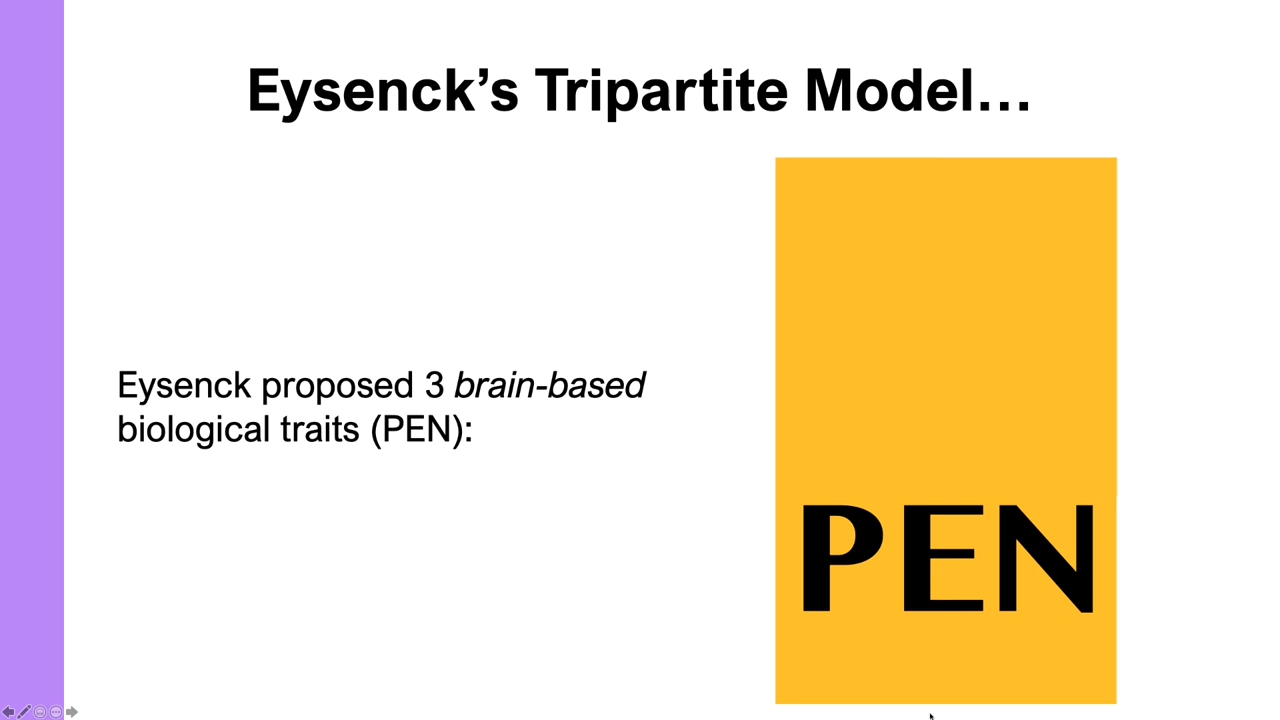 Eysenck’s Tripartite Model…
Eysenck proposed 3 brain-based
biological traits (PEN):
PEN